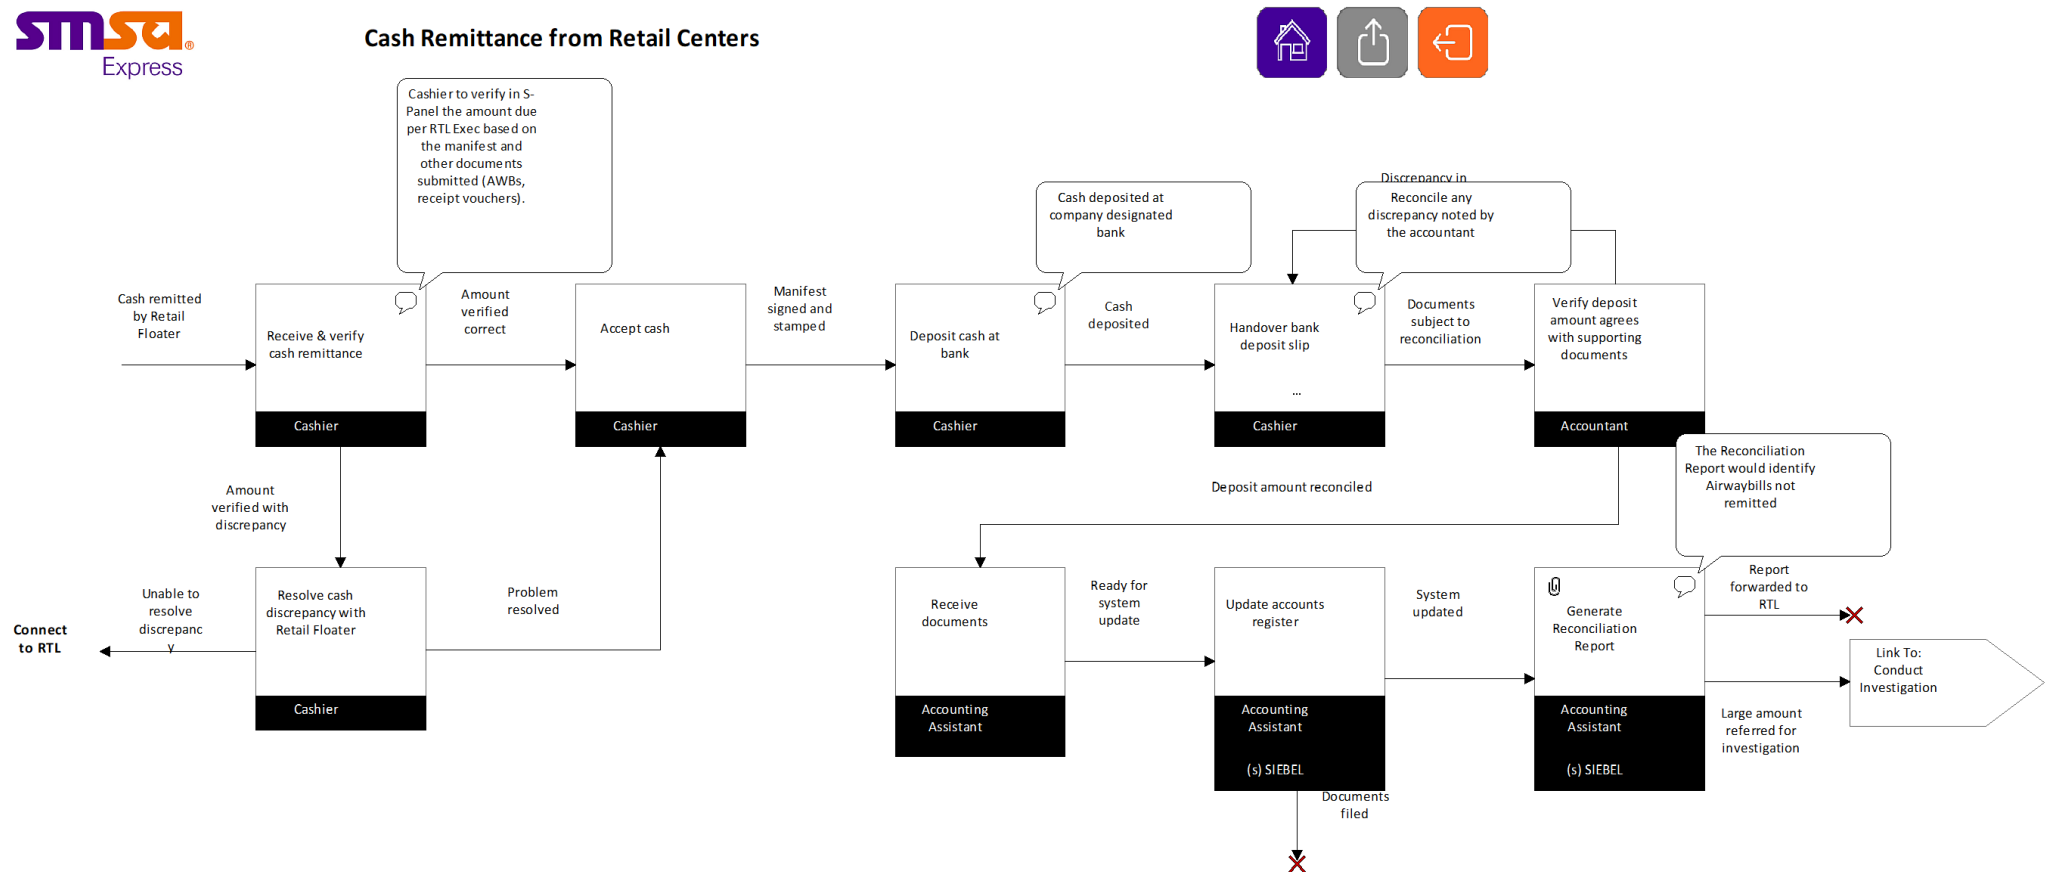 smsa®
Express
Cash Remittance from Retail Centers
Cashier to verify in S-
Panel the amount due
per RTL Exec based on
the manifest and
other documents
submitted (AWBs,
receipt vouchers).
Cash deposited at
company designated
bank
Discrepancy in
Reconcile any
discrepancy noted by
the accountant
Cash remitted
by Retail
Floater
Receive & verify
cash remittance
Cashier
Amount
verified
correct
Accept cash
Cashier
Manifest
signed and
stamped
Deposit cash at
bank
Cashier
Cash
deposited
Handover bank
deposit slip
...
Cashier
Documents
subject to
reconciliation
Verify deposit
amount agrees
with supporting
documents
Accountant
The Reconciliation
Report would identify
Airwaybills not
remitted
Amount
verified with
discrepancy
Deposit amount reconciled
Connect
to RTL
Unable to
resolve
discrepanc
y
Resolve cash
discrepancy with
Retail Floater
Cashier
Problem
resolved
Receive
documents
Accounting
Assistant
Ready for
system
update
Update accounts
register
Accounting
Assistant
(s) SIEBEL
System
updated
Generate
Reconciliation
Report
Accounting
Assistant
(s) SIEBEL
Report
forwarded to
RTL
Link To:
Conduct
Investigation
Large amount
referred for
investigation
Documents
filed